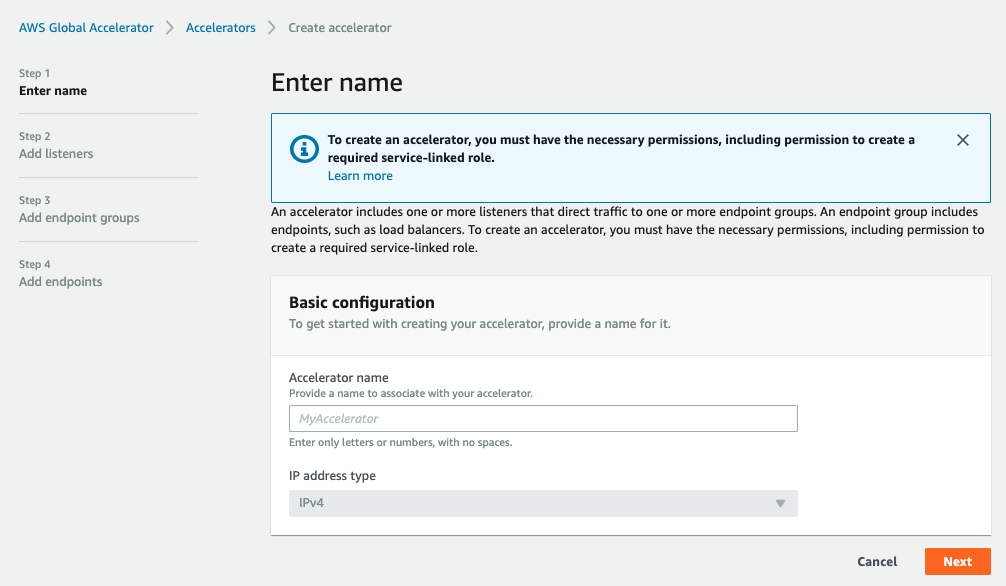 AWS Global Accelerator > Accelerators > Create accelerator
Step 1
Enter name
Step 2
Add listeners
Step 3
Add endpoint groups
Step 4
Add endpoints
Enter name
To create an accelerator, you must have the necessary permissions, including permission to create a
required service-linked role.
Learn more
An accelerator includes one or more listeners that direct traffic to one or more endpoint groups. An endpoint group includes
endpoints, such as load balancers. To create an accelerator, you must have the necessary permissions, including permission to
create a required service-linked role.
Basic configuration
To get started with creating your accelerator, provide a name for it.
Accelerator name
Provide a name to associate with your accelerator.
MyAccelerator
Enter only letters or numbers, with no spaces.
IP address type
IPv4
Cancel
Next